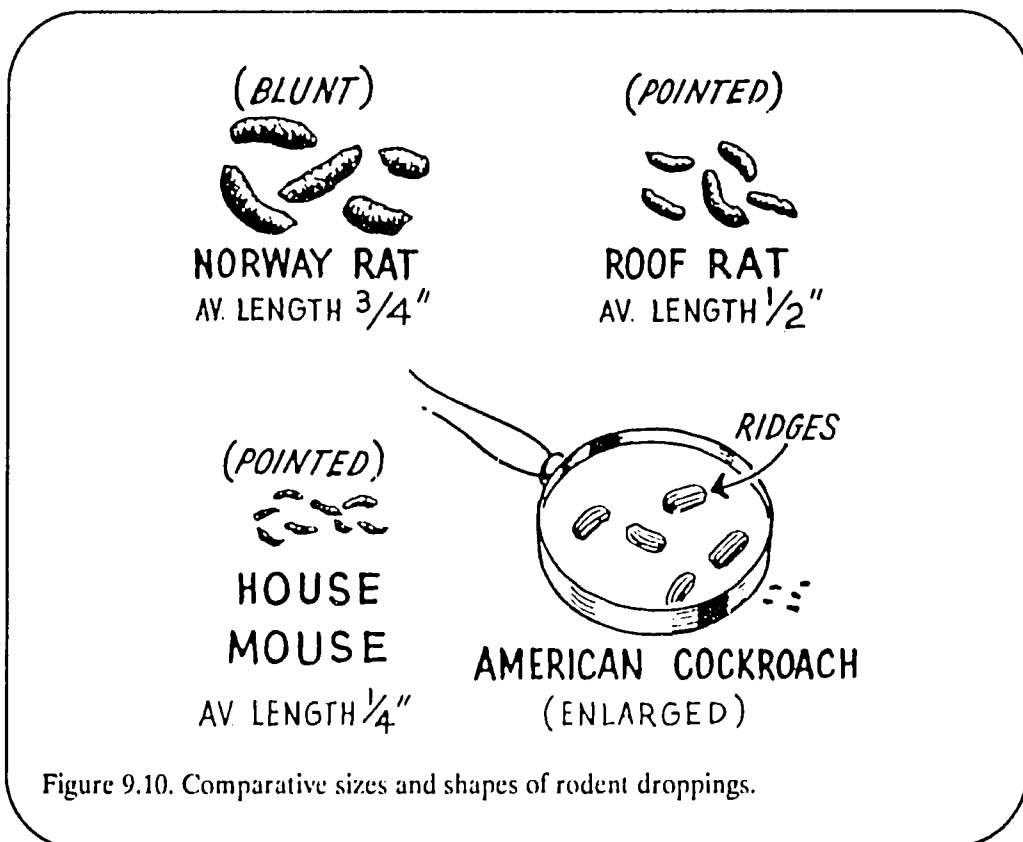 (BLUNT)
(POINTED)
NORWAY RAT
AV. LENGTH 3/4"
ROOF RAT
AV. LENGTH 1/2"
RIDGES
(POINTED)
HOUSE
MOUSE
AV. LENGTH 1/4"
AMERICAN COCKROACH
(ENLARGED)
Figure 9.10. Comparative sizes and shapes of rodent droppings.